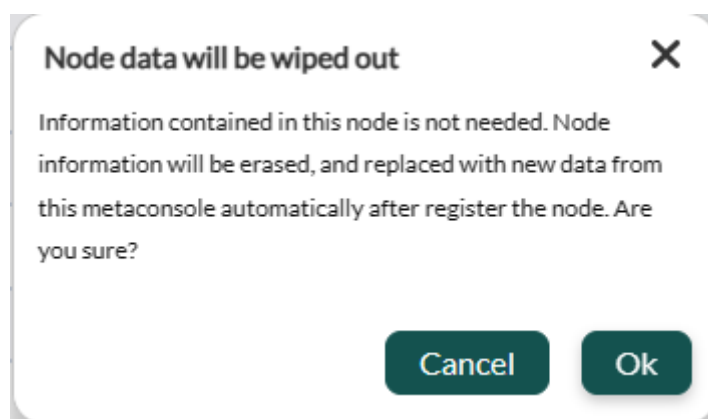 Node data will be wiped out
Information contained in this node is not needed. Node
information will be erased, and replaced with new data from
this metaconsole automatically after register the node. Are
you sure?
Cancel Ok